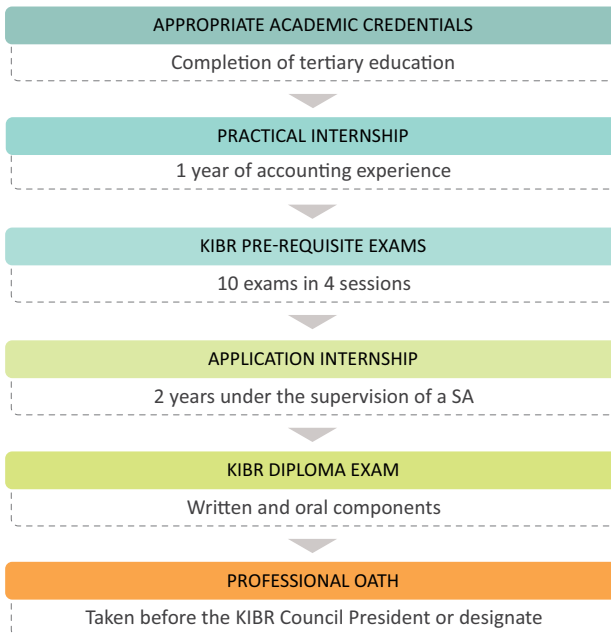 APPROPRIATE ACADEMIC CREDENTIALS
Completion of tertiary education
PRACTICAL INTERNSHIP
1 year of accounting experience
KIBR PRE-REQUISITE EXAMS
10 exams in 4 sessions
APPLICATION INTERNSHIP
2 years under the supervision of a SA
KIBR DIPLOMA EXAM
Written and oral components
PROFESSIONAL OATH
Taken before the KIBR Council President or designate